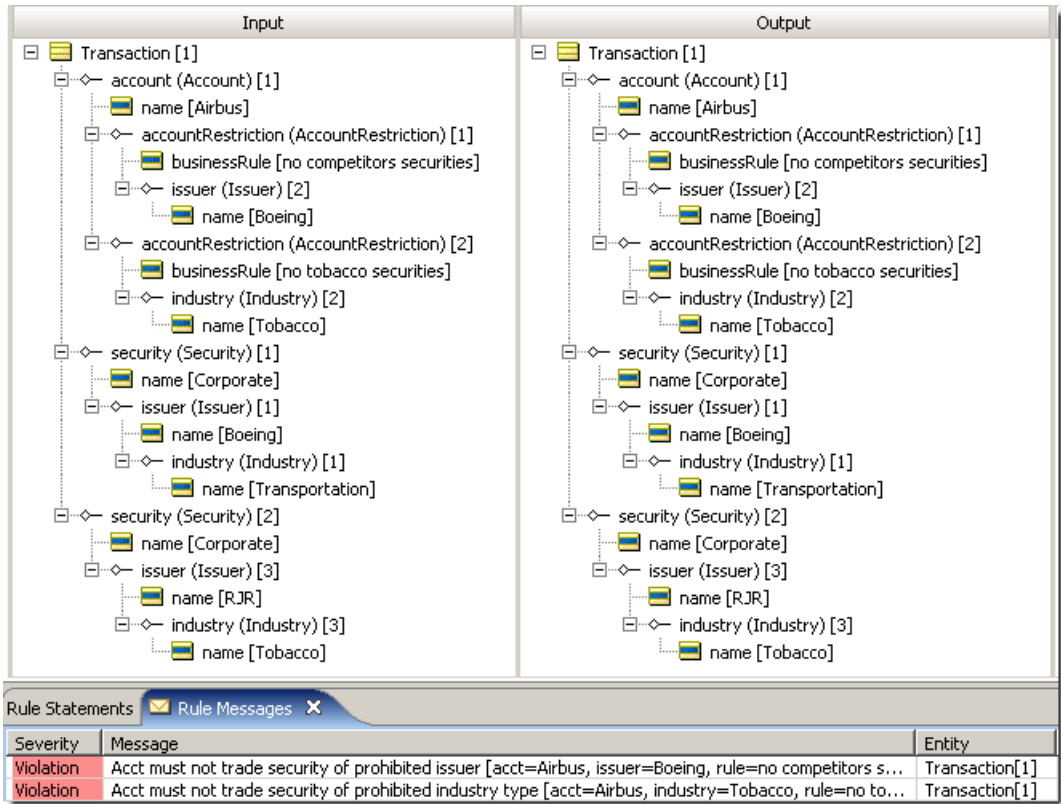 Input
Transaction [1]
account (Account) [1]
name [Airbus]
accountRestriction (AccountRestriction) [1]
businessRule [no competitors securities]
issuer (Issuer) [2]
name [Boeing]
accountRestriction (AccountRestriction) [2]
businessRule [no tobacco securities]
industry (Industry) [2]
name [Tobacco]
security (Security) [1]
name [Corporate]
issuer (Issuer) [1]
name [Boeing]
industry (Industry) [1]
name [Transportation]
security (Security) [2]
name [Corporate]
issuer (Issuer) [3]
name [RJR]
industry (Industry) [3]
name [Tobacco]
Output
Transaction [1]
account (Account) [1]
name [Airbus]
accountRestriction (AccountRestriction) [1]
businessRule [no competitors securities]
issuer (Issuer) [2]
name [Boeing]
accountRestriction (AccountRestriction) [2]
businessRule [no tobacco securities]
industry (Industry) [2]
name [Tobacco]
security (Security) [1]
name [Corporate]
issuer (Issuer) [1]
name [Boeing]
industry (Industry) [1]
name [Transportation]
security (Security) [2]
name [Corporate]
issuer (Issuer) [3]
name [RJR]
industry (Industry) [3]
name [Tobacco]
Rule Statements Rule Messages
Severity Message Entity
Violation Acct must not trade security of prohibited issuer [acct=Airbus, issuer=Boeing, rule=no competitors s... Transaction[1]
Violation Acct must not trade security of prohibited industry type [acct=Airbus, industry=Tobacco, rule=no to... Transaction[1]